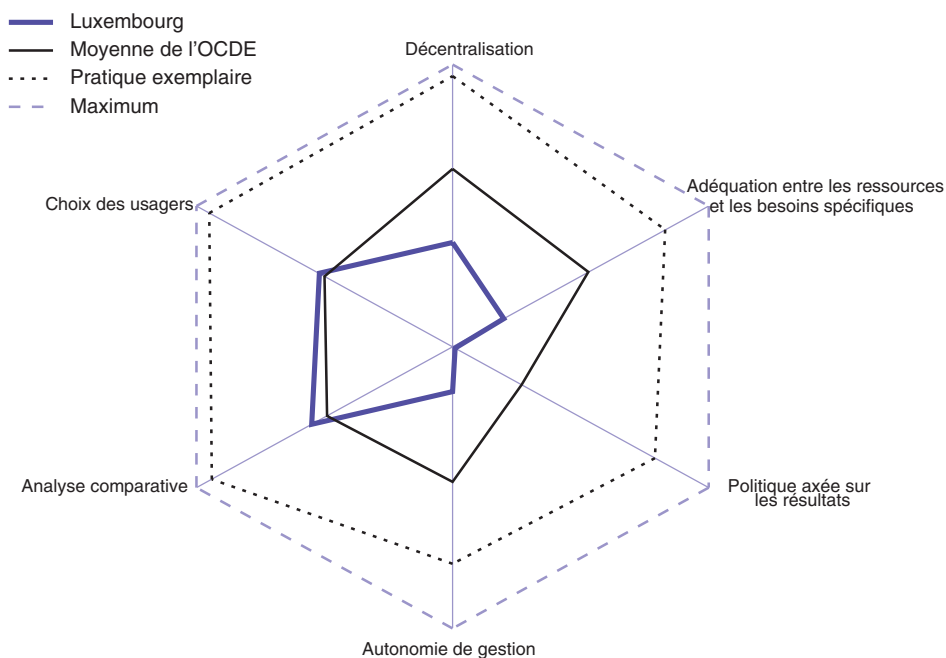 Luxembourg
Moyenne de l’OCDE
Pratique exemplaire
Maximum
Décentralisation
Adéquation entre les ressources
et les besoins spécifiques
Choix des usagers
Analyse comparative
Politique axée sur
les résultats
Autonomie de gestion